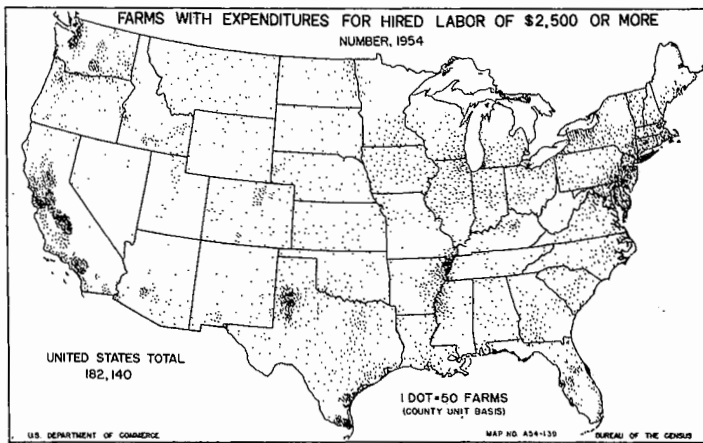 FARMS WITH EXPENDITURES FOR HIRED LABOR OF $2,500 OR MORE
NUMBER, 1954
UNITED STATES TOTAL
182,140
1 DOT=50 FARMS
(COUNTY UNIT BASIS)
U.S. DEPARTMENT OF COMMERCE
MAP NO. A54-139
BUREAU OF THE CENSUS